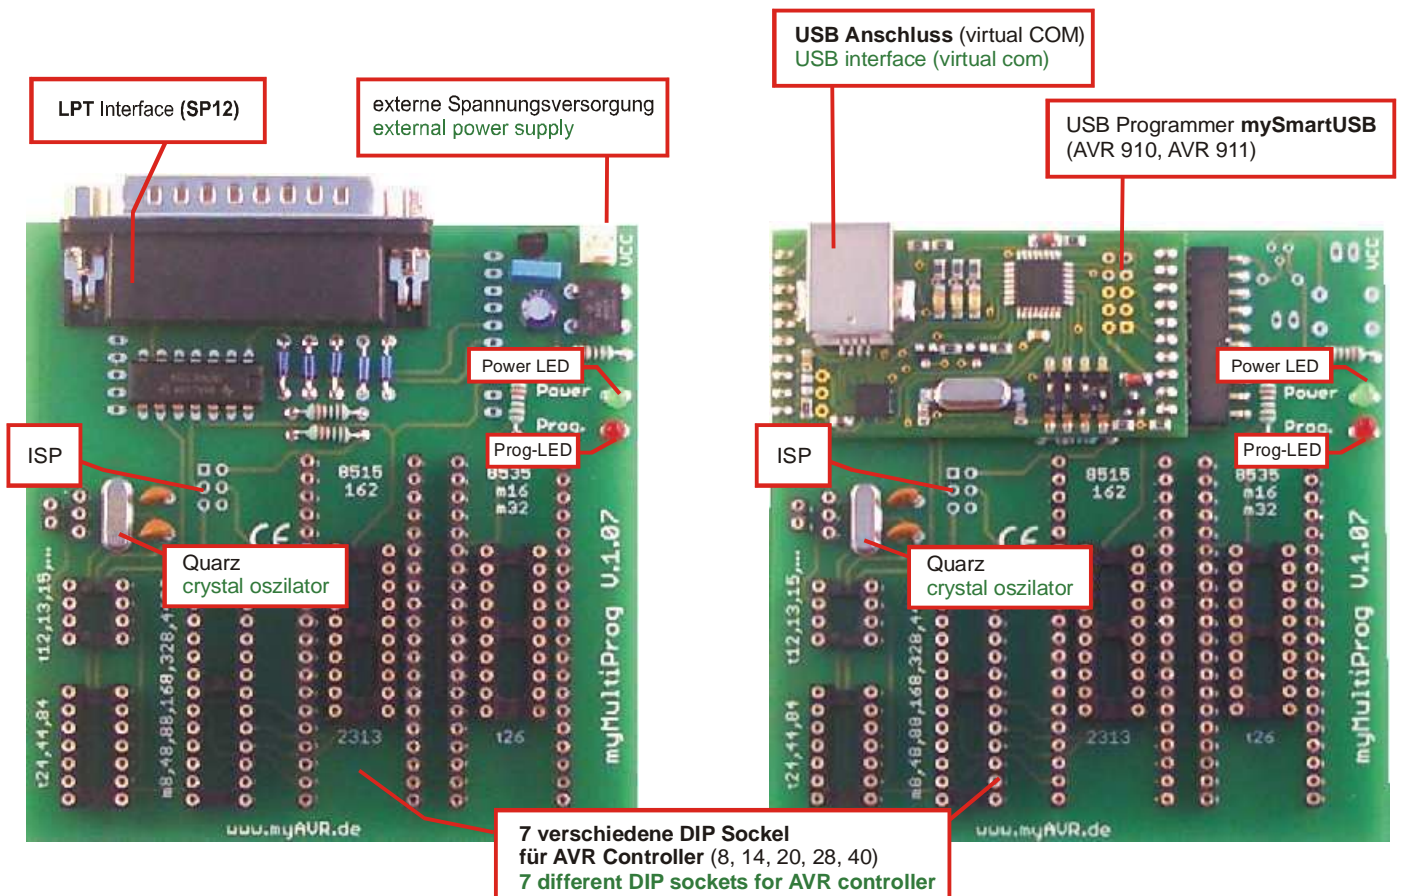 USB Anschluss (virtual COM)
USB interface (virtual com)
LPT Interface (SP12)
externe Spannungsversorgung
external power supply
USB Programmer mySmartUSB
(AVR 910, AVR 911)
VCC
Power LED
Power
Prog.
Prog-LED
ISP
8515
162
8535
m16
m32
Quarz
crystal oszilator
t12,13,15,...
t24,44,84
m8,48,88,168,328,4
2313
t26
myMultiProg V.1.07
www.myAVR.de
VCC
Power LED
Power
Prog.
Prog-LED
ISP
8515
162
8535
m16
m32
Quarz
crystal oszilator
t12,13,15,...
t24,44,84
m8,48,88,168,328,4
2313
t26
myMultiProg V.1.07
www.myAVR.de
7 verschiedene DIP Sockel
für AVR Controller (8, 14, 20, 28, 40)
7 different DIP sockets for AVR controller